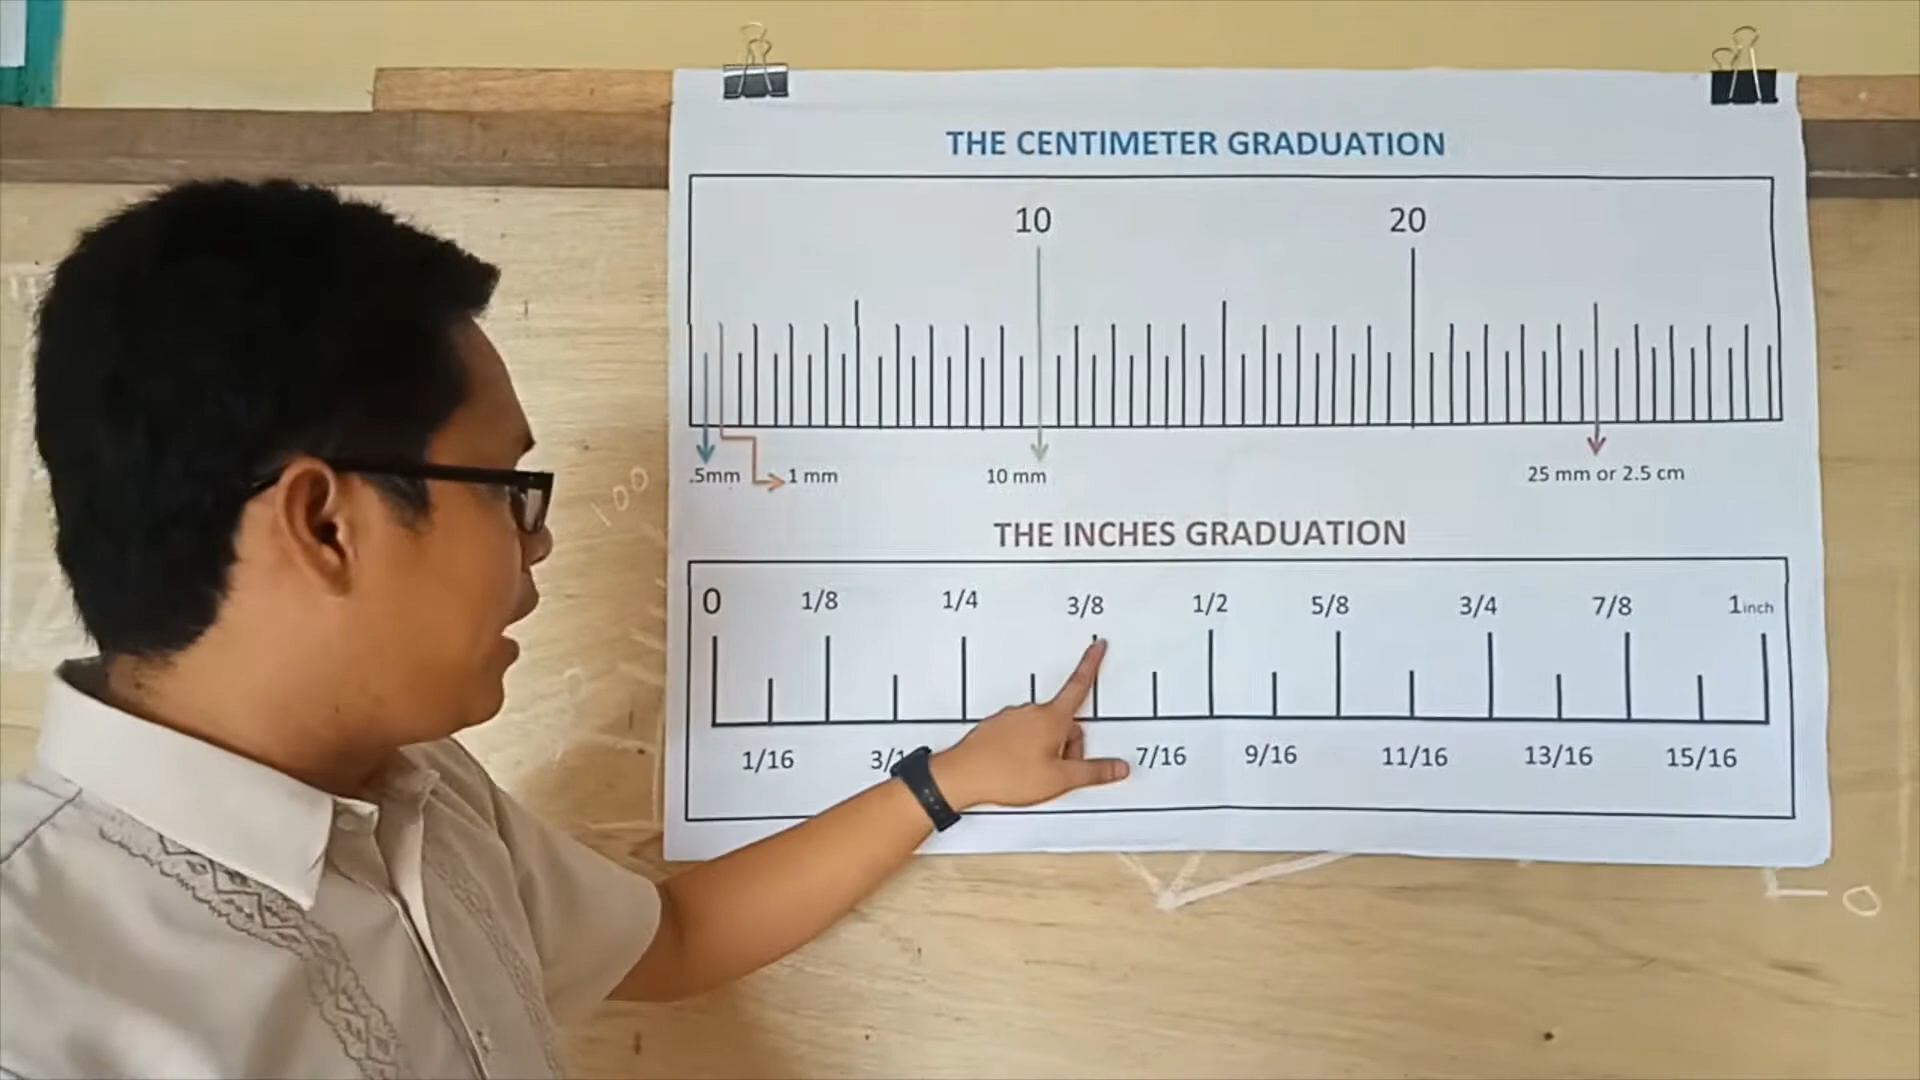 THE CENTIMETER GRADUATION
10 20
.5mm 1 mm 10 mm 25 mm or 2.5 cm
THE INCHES GRADUATION
0 1/8 1/4 3/8 1/2 5/8 3/4 7/8 1inch
1/16 7/16 9/16 11/16 13/16 15/16
100
0